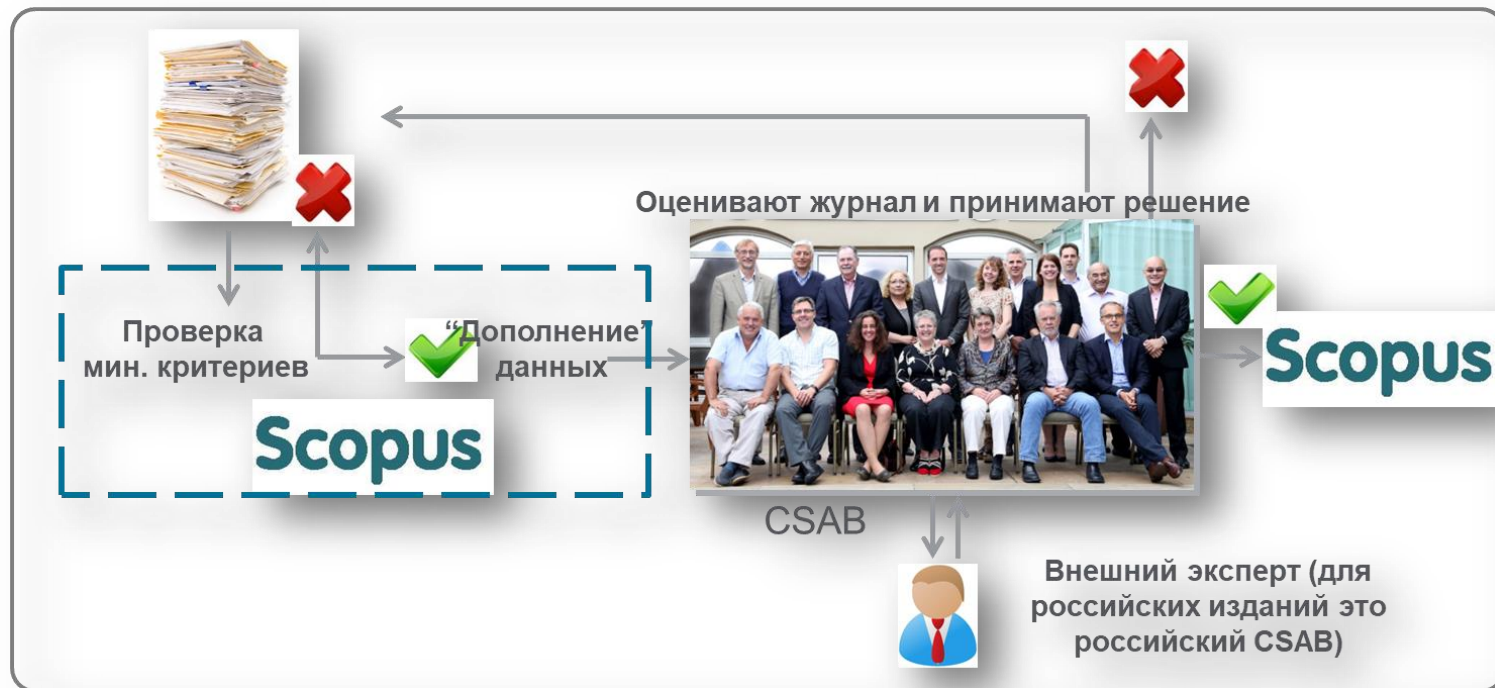 Оценивают журнал и принимают решение
Проверка
мин. критериев
“Дополнение”
данных
Scopus
Scopus
CSAB
Внешний эксперт (для
российских изданий это
российский CSAB)